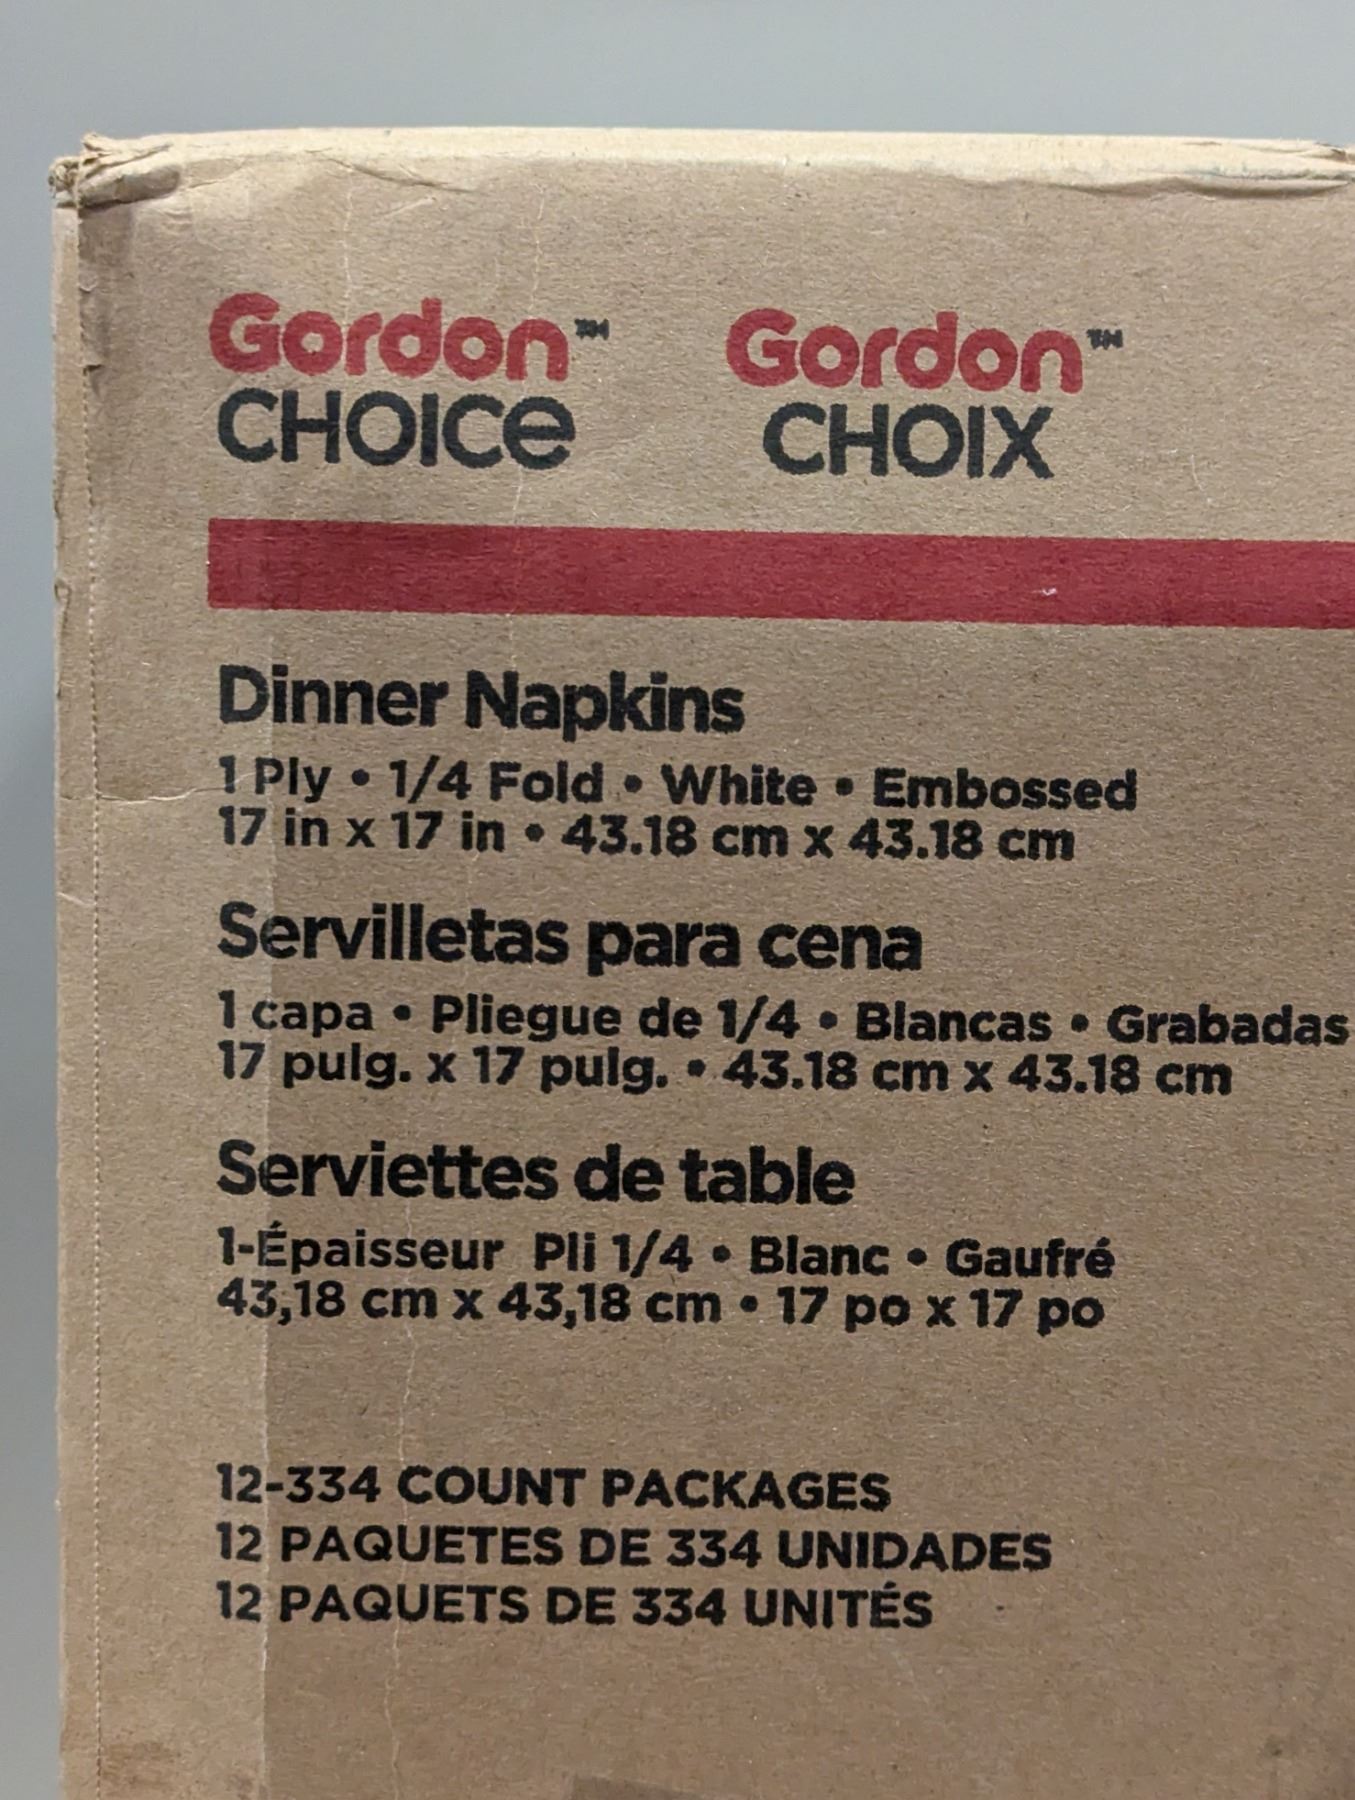 Gordon™ Gordon™
CHOICe CHOIX
Dinner Napkins
1 Ply • 1/4 Fold • White • Embossed
17 in x 17 in • 43.18 cm x 43.18 cm
Servilletas para cena
1 capa • Pliegue de 1/4 • Blancas • Grabadas
17 pulg. x 17 pulg. • 43.18 cm x 43.18 cm
Serviettes de table
1-Épaisseur Pli 1/4 • Blanc • Gaufré
43,18 cm x 43,18 cm • 17 po x 17 po
12-334 COUNT PACKAGES
12 PAQUETES DE 334 UNIDADES
12 PAQUETS DE 334 UNITÉS